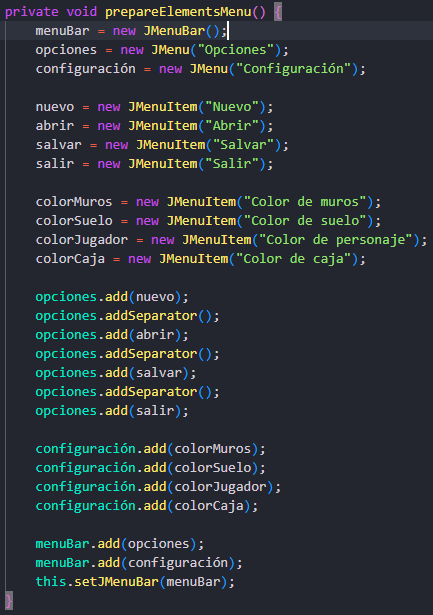 private void prepareElementsMenu() {
menuBar = new JMenuBar();
opciones = new JMenu("Opciones");
configuración = new JMenu("Configuración");
nuevo = new JMenuItem("Nuevo");
abrir = new JMenuItem("Abrir");
salvar = new JMenuItem("Salvar");
salir = new JMenuItem("Salir");
colorMuros = new JMenuItem("Color de muros");
colorSuelo = new JMenuItem("Color de suelo");
colorJugador = new JMenuItem("Color de personaje");
colorCaja = new JMenuItem("Color de caja");
opciones.add(nuevo);
opciones.addSeparator();
opciones.add(abrir);
opciones.addSeparator();
opciones.add(salvar);
opciones.addSeparator();
opciones.add(salir);
configuración.add(colorMuros);
configuración.add(colorSuelo);
configuración.add(colorJugador);
configuración.add(colorCaja);
menuBar.add(opciones);
menuBar.add(configuración);
this.setJMenuBar(menuBar);
}